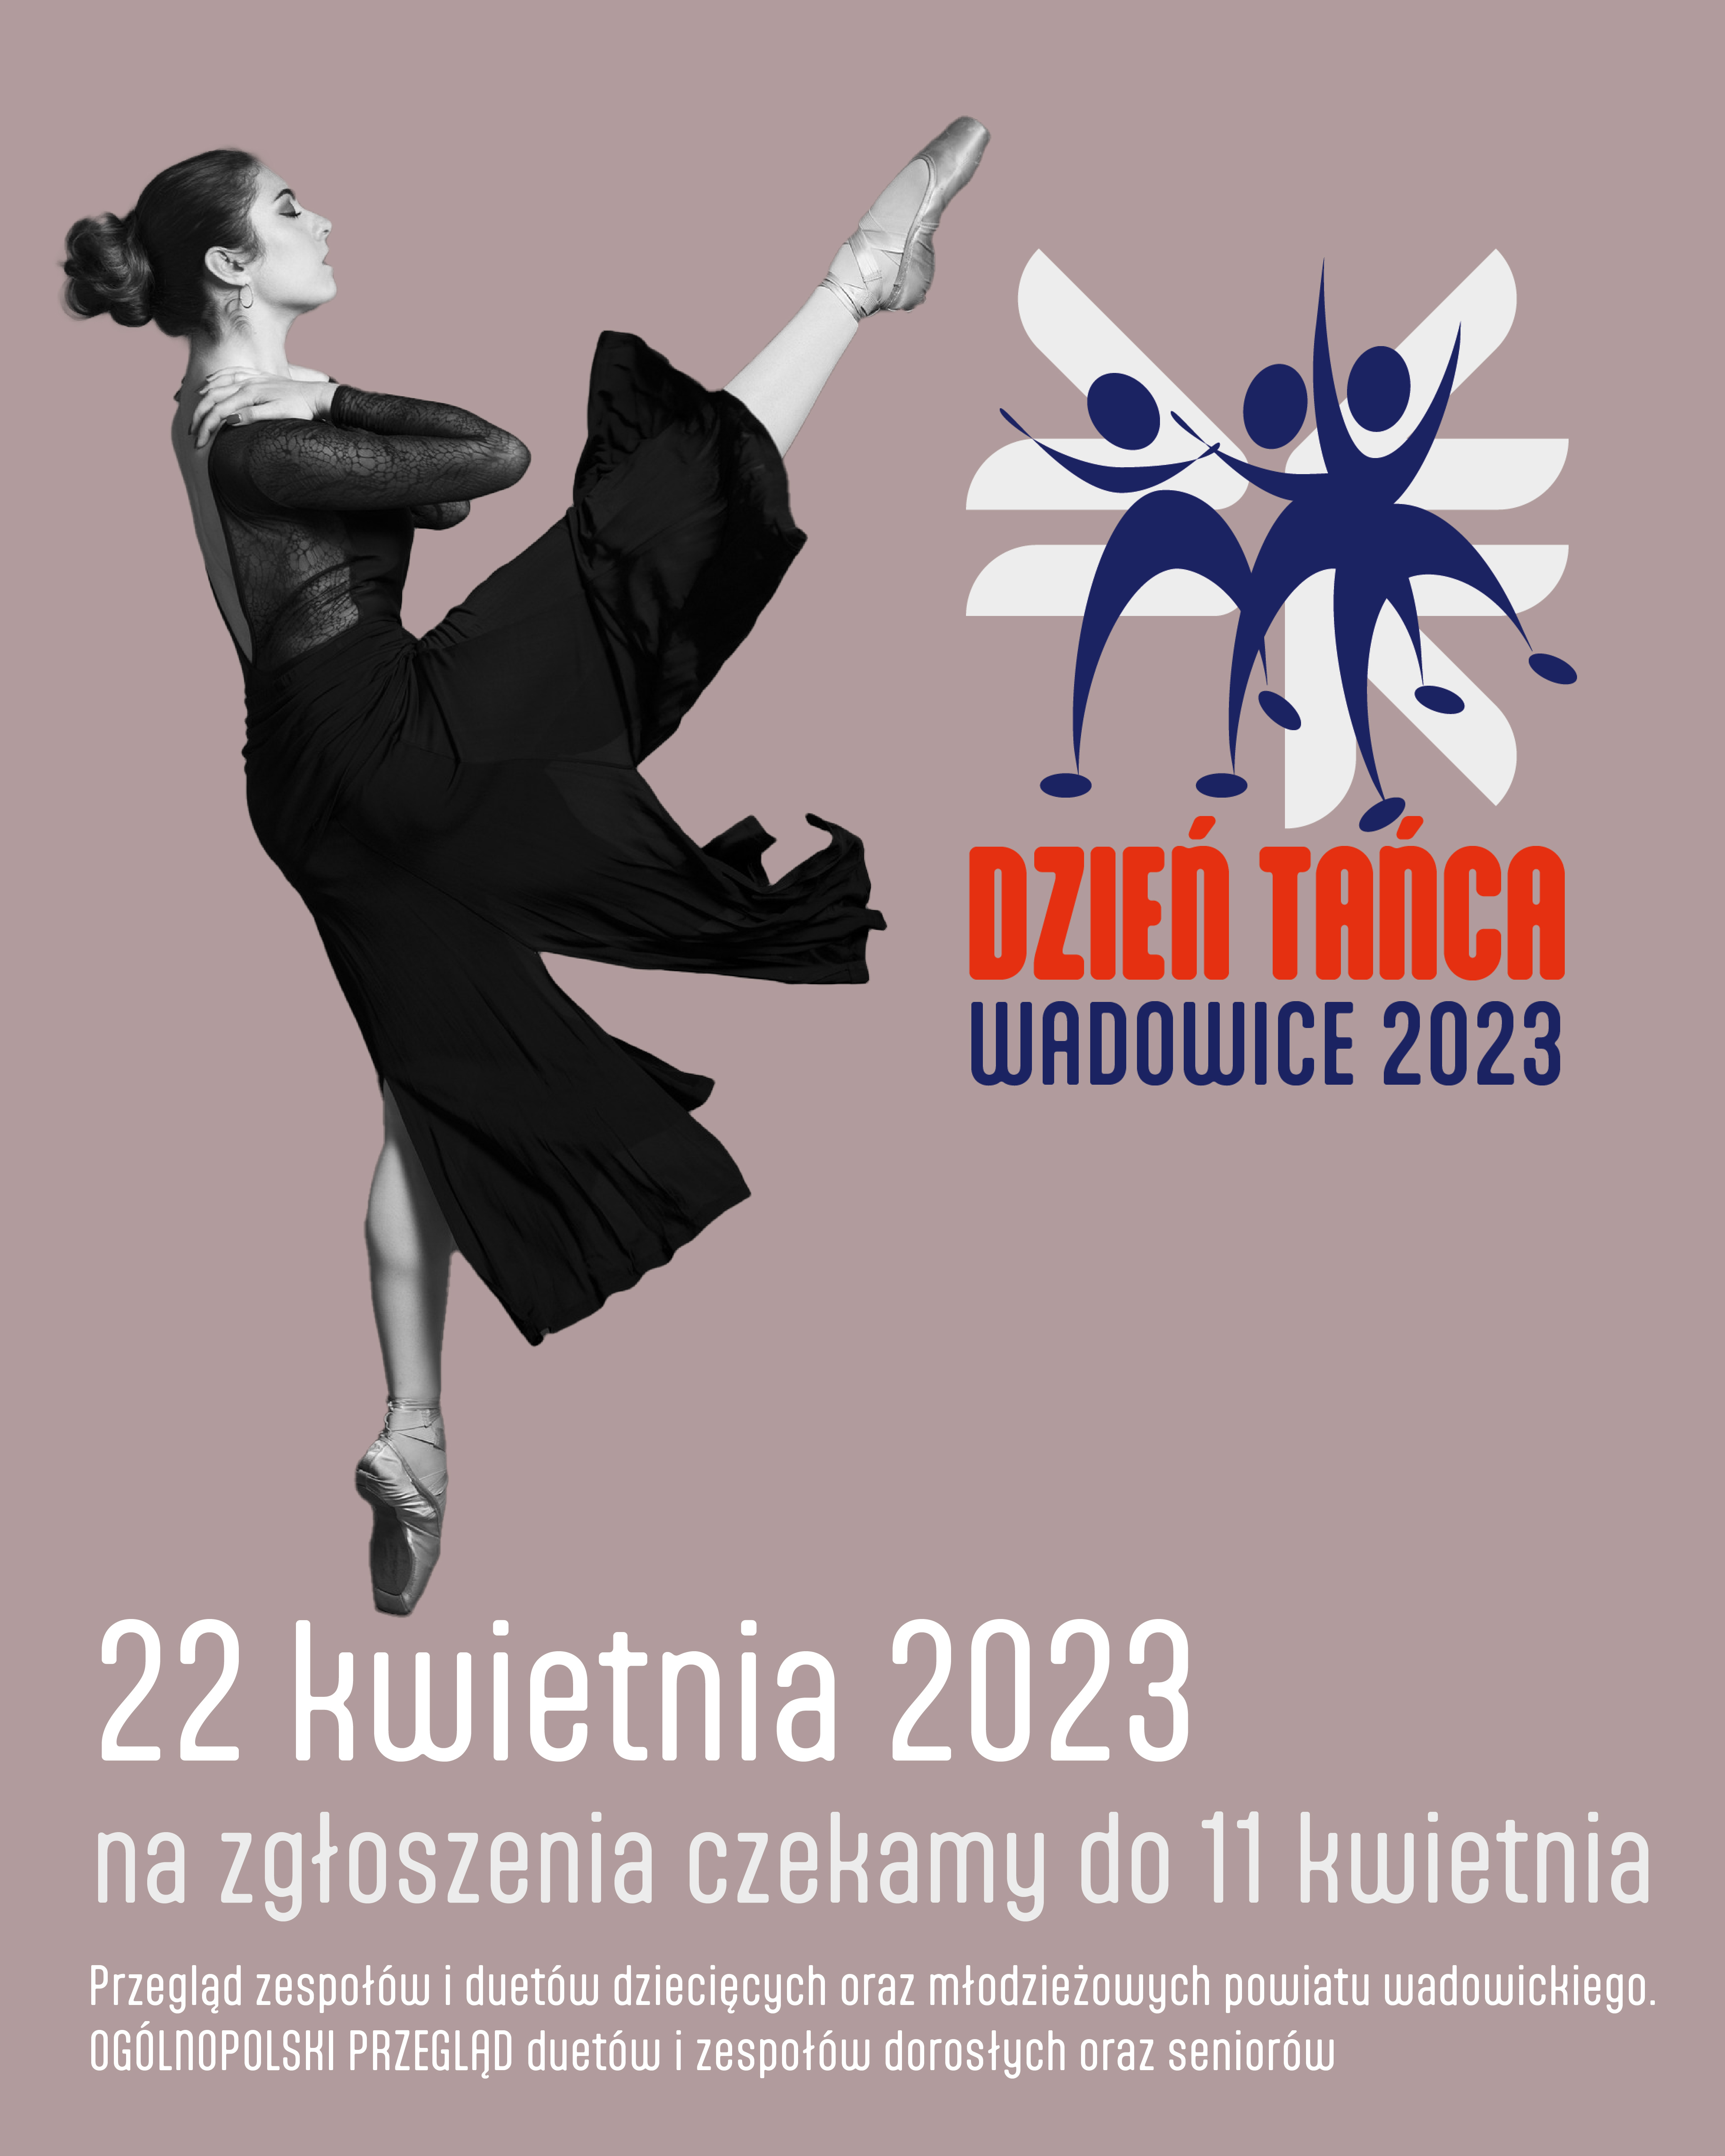 DZIEŃ TAŃCA
WADOWICE 2023
22 kwietnia 2023
na zgłoszenia czekamy do 11 kwietnia
Przegląd zespołów i duetów dziecięcych oraz młodzieżowych powiatu wadowickiego.
OGÓLNOPOLSKI PRZEGLĄD duetów i zespołów dorosłych oraz seniorów